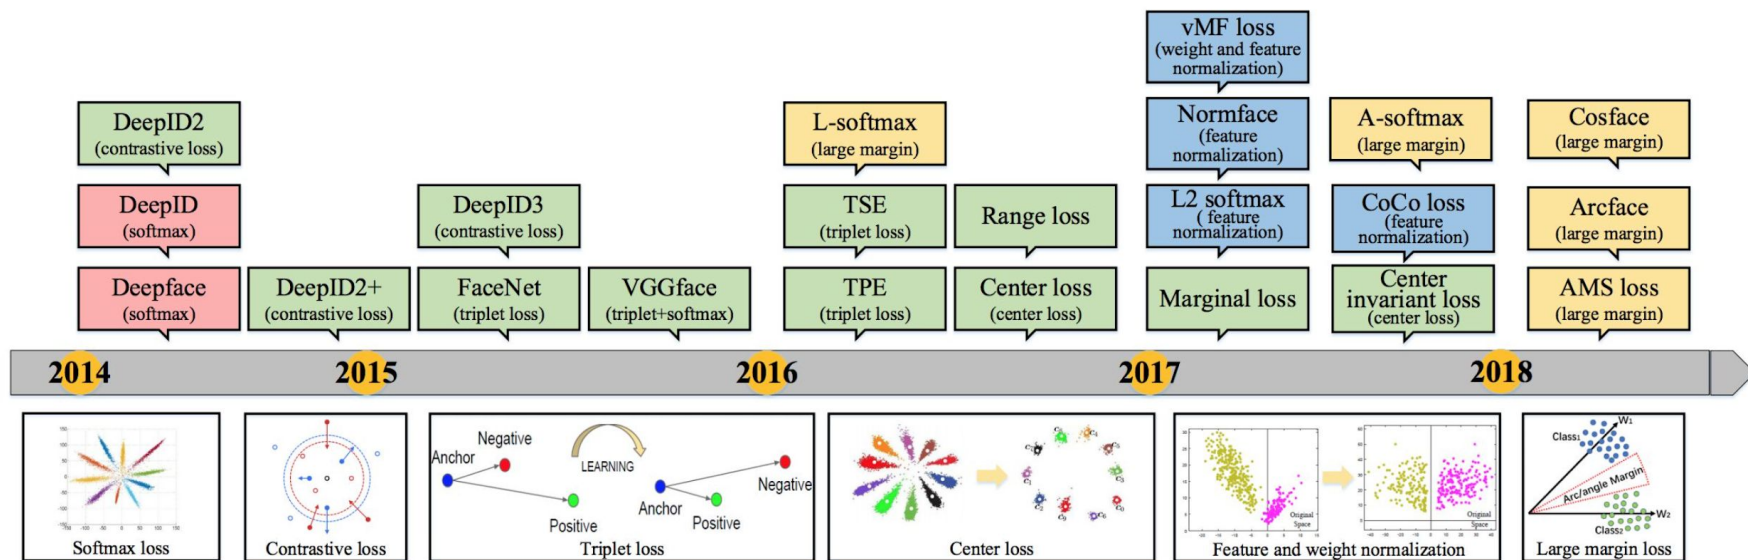 vMF loss
(weight and feature
normalization)
DeepID2
(contrastive loss)
L-softmax
(large margin)
Normface
(feature
normalization)
A-softmax
(large margin)
Cosface
(large margin)
DeepID
(softmax)
DeepID3
(contrastive loss)
TSE
(triplet loss)
Range loss
L2 softmax
( feature
normalization)
CoCo loss
(feature
normalization)
Arcface
(large margin)
Deepface
(softmax)
DeepID2+
(contrastive loss)
FaceNet
(triplet loss)
VGGface
(triplet+softmax)
TPE
(triplet loss)
Center loss
(center loss)
Marginal loss
Center
invariant loss
(center loss)
AMS loss
(large margin)
2014
2015
2016
2017
2018
Softmax loss
Contrastive loss
Negative
Anchor
Positive
LEARNING
Anchor
Negative
Positive
Triplet loss
Center loss
Original
Space
Original
Space
Feature and weight normalization
W1
Class1
Arc/angle Margin
W2
Class2
Large margin loss